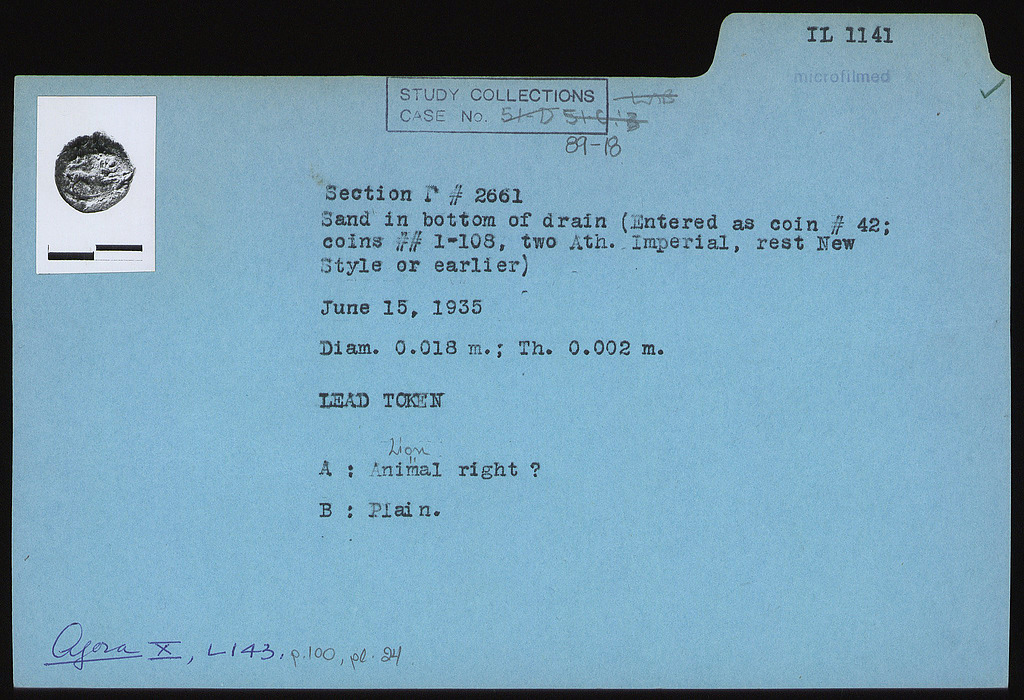 IL 1141
microfilmed
STUDY COLLECTIONS
CASE No. 51-D 51 C
89-18
Section Γ # 2661
Sand in bottom of drain (Entered as coin # 42;
coins ## 1-108, two Ath. Imperial, rest New
Style or earlier)
June 15, 1935
Diam. 0.018 m.; Th. 0.002 m.
LEAD TOKEN
Lion
A : Animal right ?
B : Plain.
Agora X, L143, p.100, pl. 24